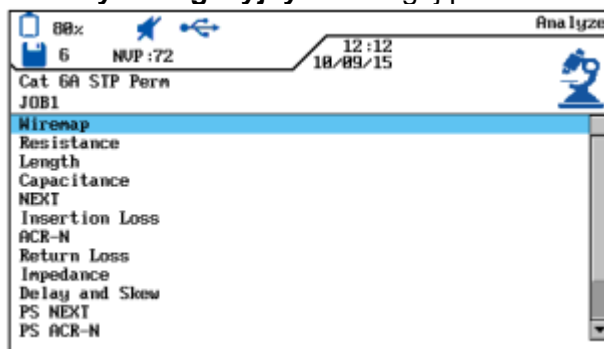 80%
Analyze
6 NVP:72
12:12
10/09/15
Cat 6A STP Perm
JOB1
Wiremap
Resistance
Length
Capacitance
NEXT
Insertion Loss
ACR-N
Return Loss
Impedance
Delay and Skew
PS NEXT
PS ACR-N